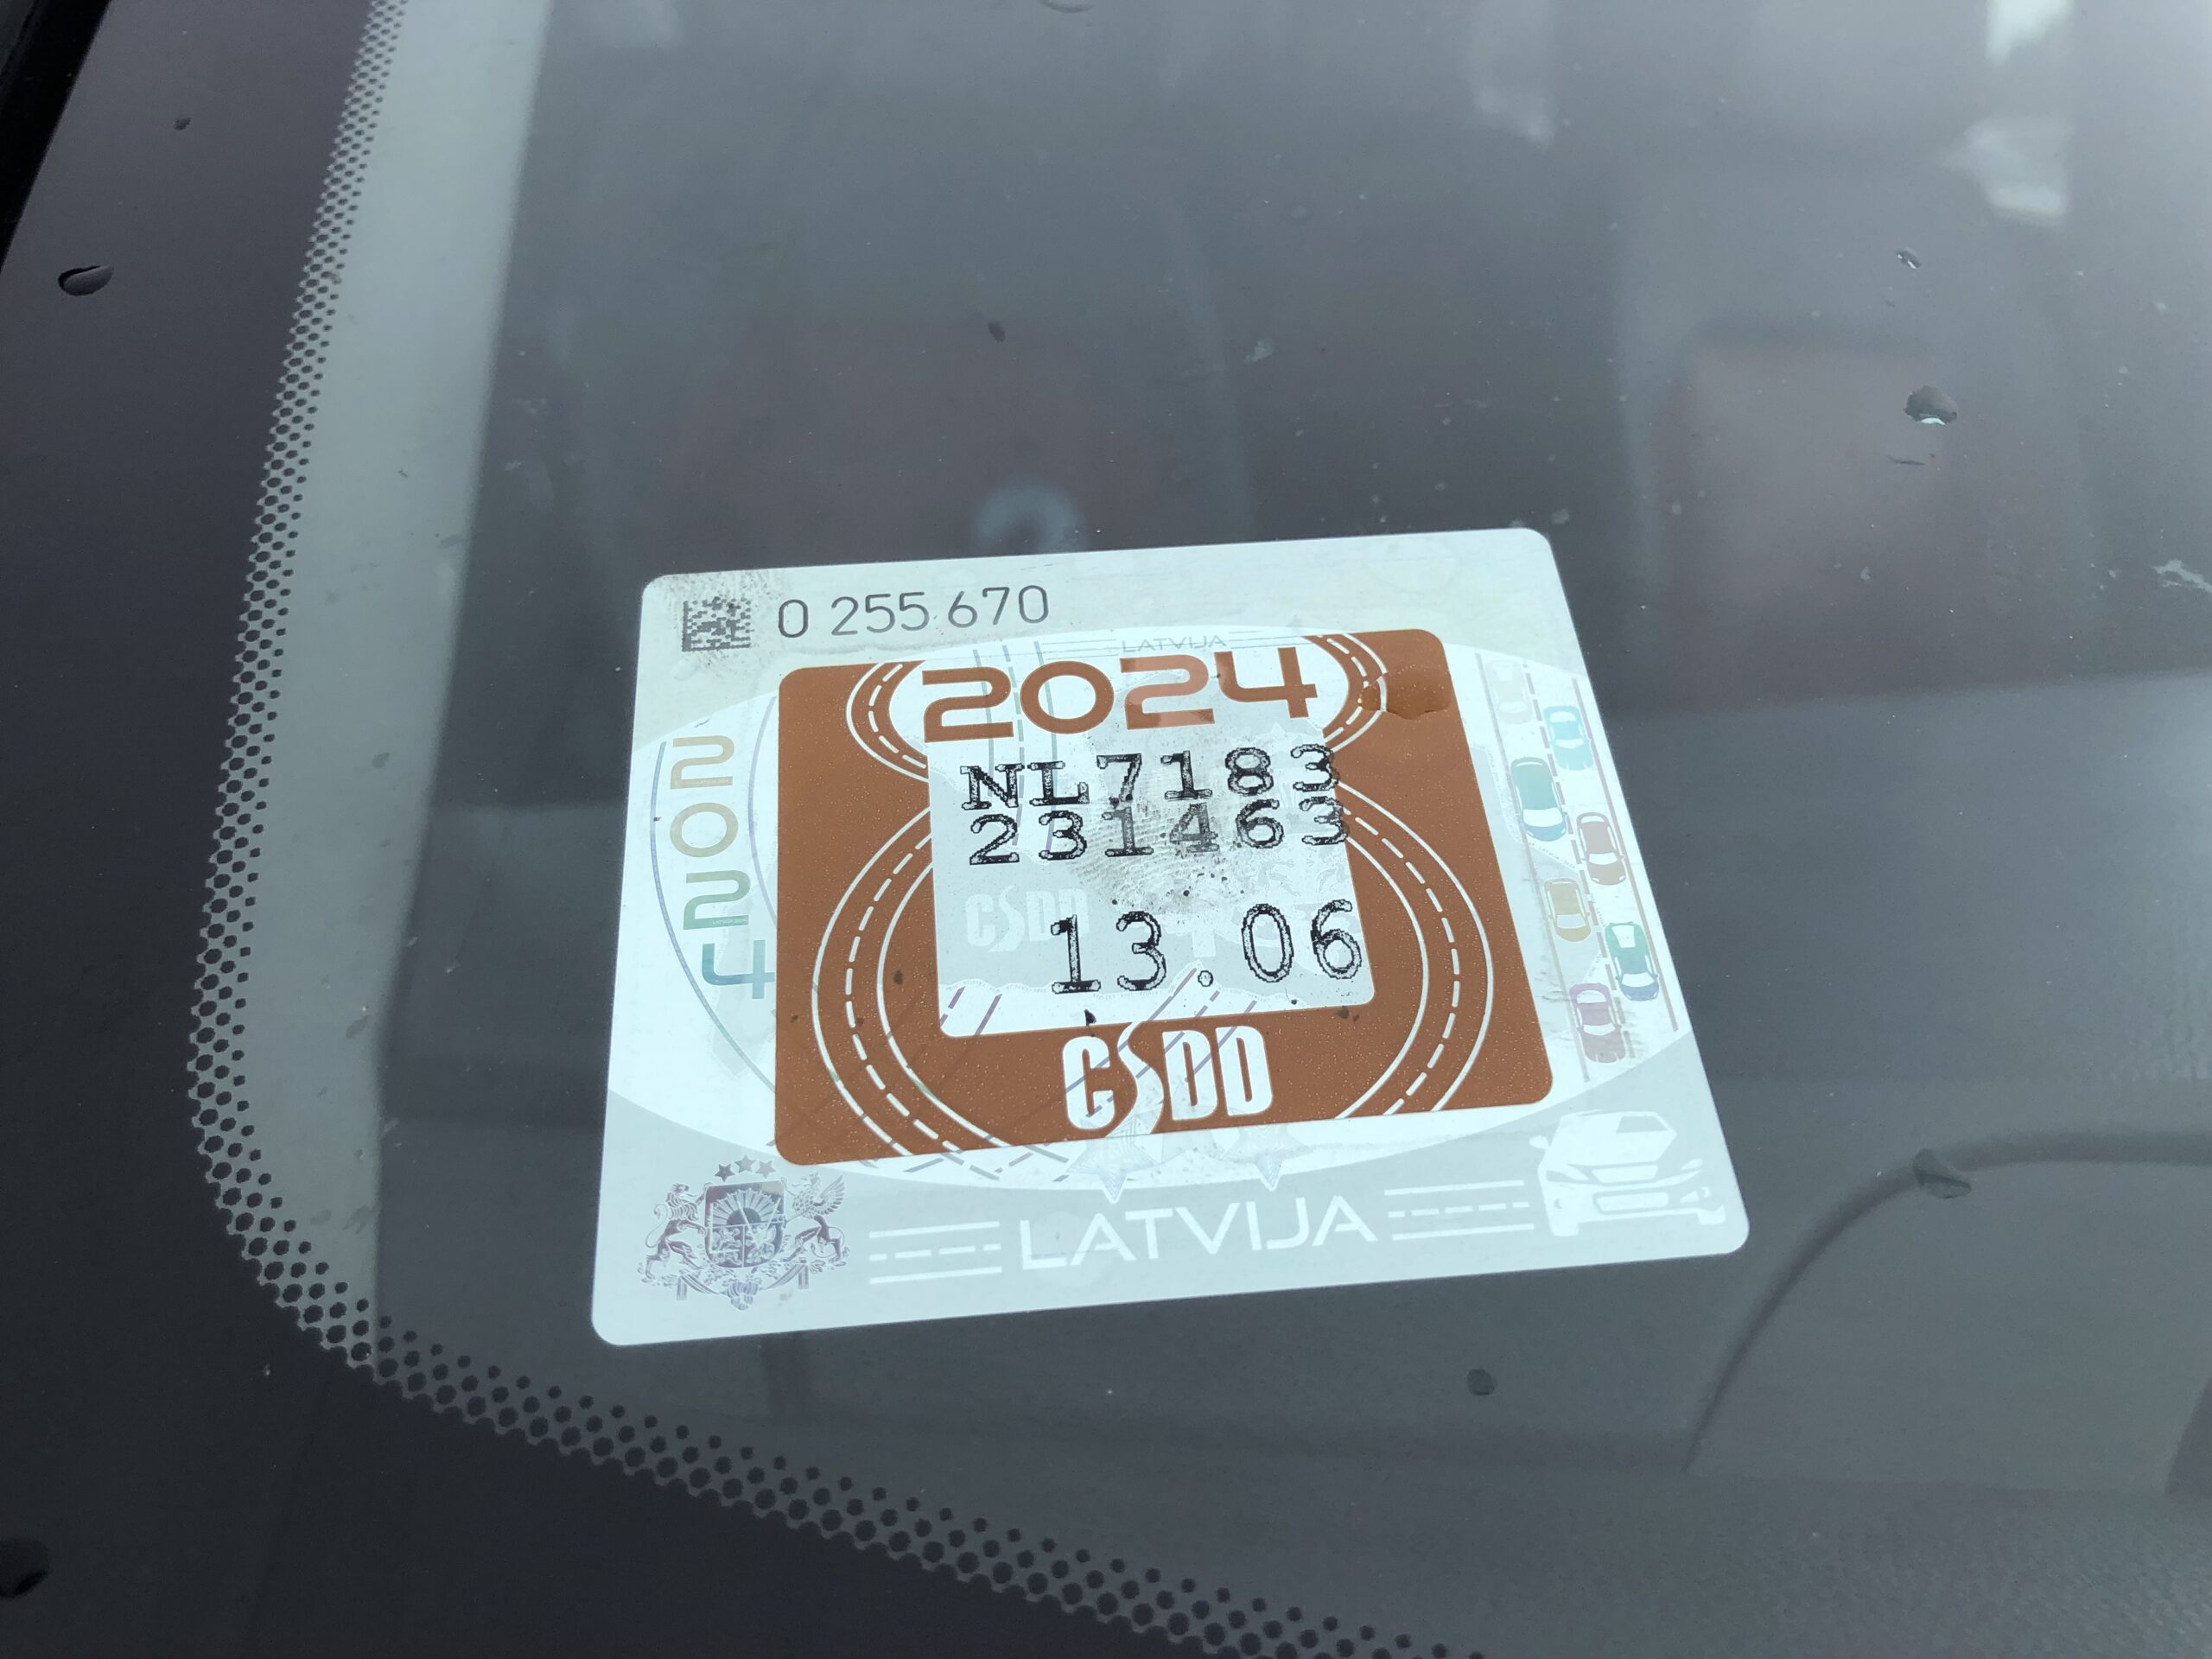 0 255 670
LATVIJA
2024
2024
NL7183
231463
CSDD
13.06
CSDD
LATVIJA